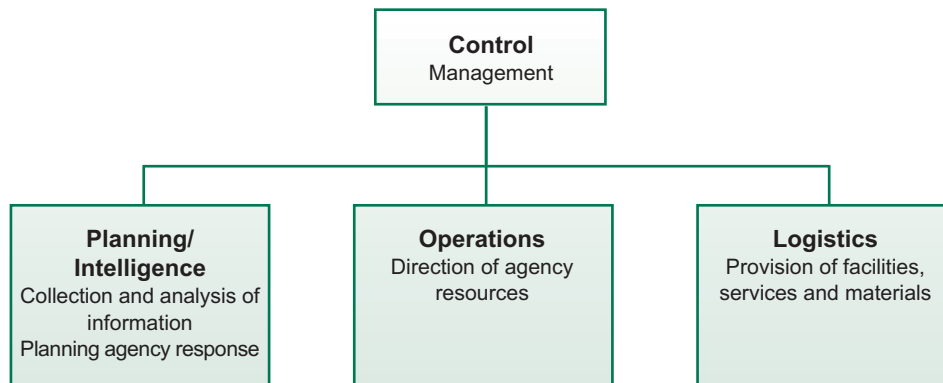 Control
Management
Planning/
Intelligence
Collection and analysis of
information
Planning agency response
Operations
Direction of agency
resources
Logistics
Provision of facilities,
services and materials